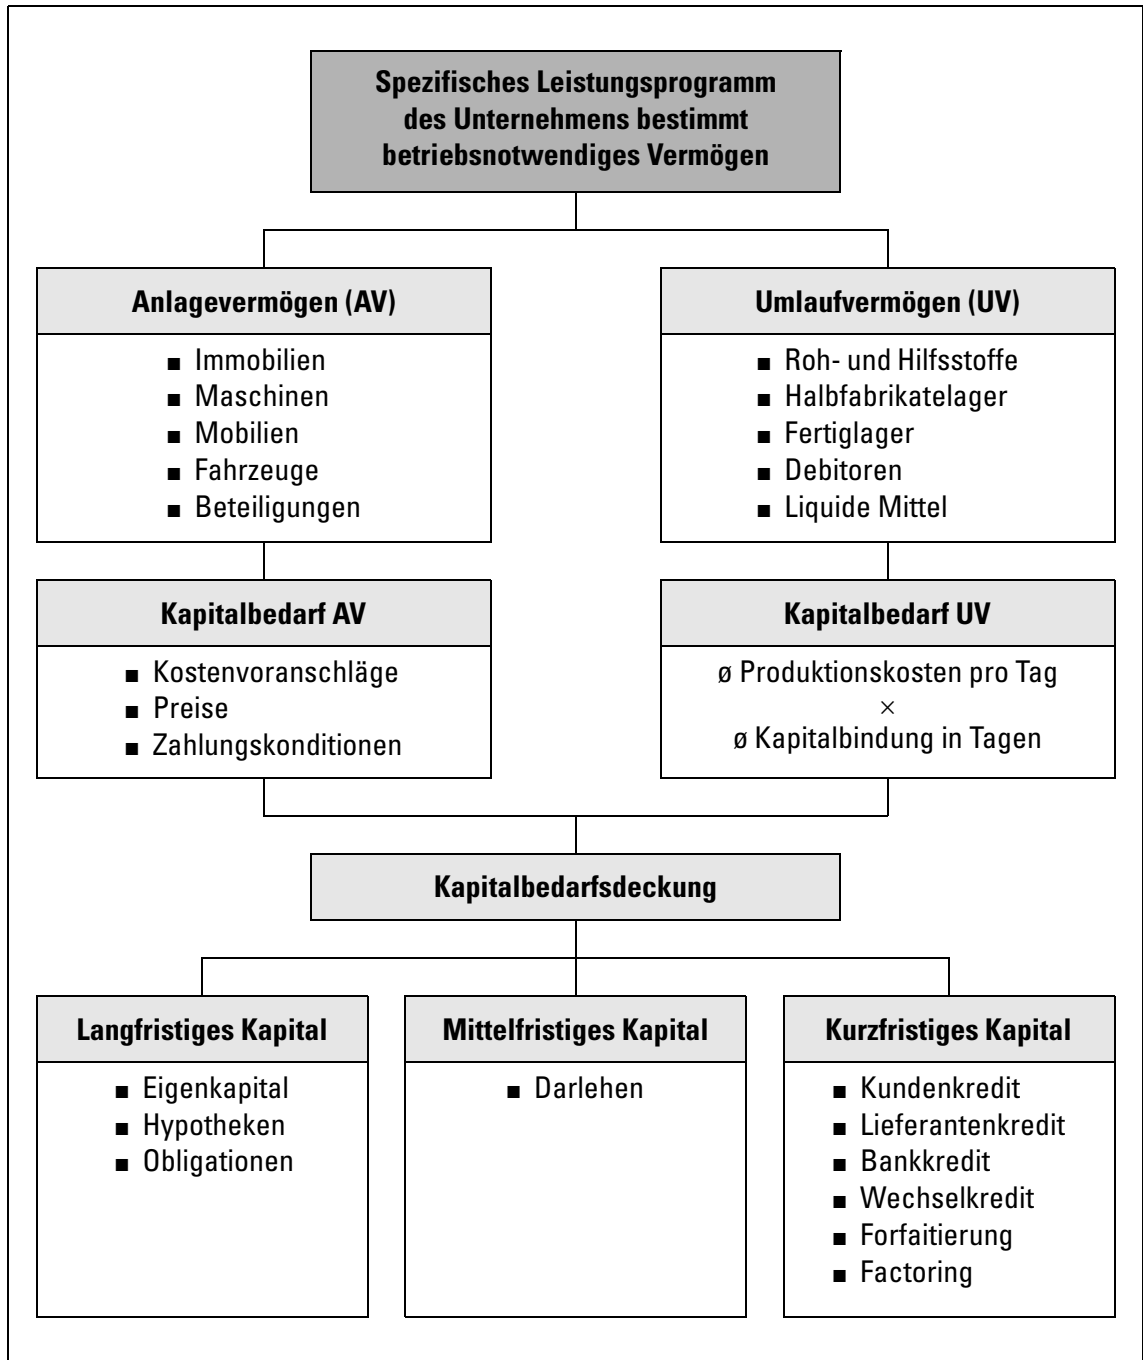 Spezifisches Leistungsprogramm
des Unternehmens bestimmt
betriebsnotwendiges Vermögen
Anlagevermögen (AV)
■ Immobilien
■ Maschinen
■ Mobilien
■ Fahrzeuge
■ Beteiligungen
Umlaufvermögen (UV)
■ Roh- und Hilfsstoffe
■ Halbfabrikatelager
■ Fertiglager
■ Debitoren
■ Liquide Mittel
Kapitalbedarf AV
■ Kostenvoranschläge
■ Preise
■ Zahlungskonditionen
Kapitalbedarf UV
ø Produktionskosten pro Tag
×
ø Kapitalbindung in Tagen
Kapitalbedarfsdeckung
Langfristiges Kapital
■ Eigenkapital
■ Hypotheken
■ Obligationen
Mittelfristiges Kapital
■ Darlehen
Kurzfristiges Kapital
■ Kundenkredit
■ Lieferantenkredit
■ Bankkredit
■ Wechselkredit
■ Forfaitierung
■ Factoring